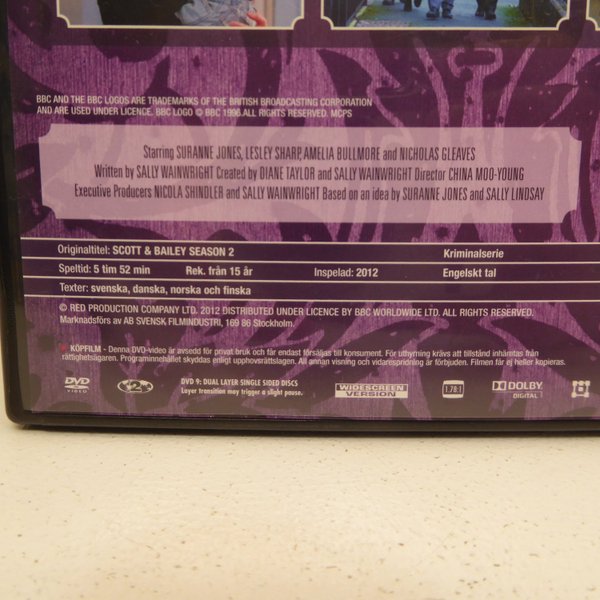 BBC AND THE BBC LOGOS ARE TRADEMARKS OF THE BRITISH BROADCASTING CORPORATION
AND ARE USED UNDER LICENCE. BBC LOGO © BBC 1996.ALL RIGHTS RESERVED. MCPS
Starring SURANNE JONES, LESLEY SHARP, AMELIA BULLMORE and NICHOLAS GLEAVES
Written by SALLY WAINWRIGHT Created by DIANE TAYLOR and SALLY WAINWRIGHT Director CHINA MOO-YOUNG
Executive Producers NICOLA SHINDLER and SALLY WAINWRIGHT Based on an idea by SURANNE JONES and SALLY LINDSAY
Originaltitel: SCOTT & BAILEY SEASON 2 Kriminalserie
Speltid: 5 tim 52 min Rek. från 15 år Inspelad: 2012 Engelskt tal
Texter: svenska, danska, norska och finska
© RED PRODUCTION COMPANY LTD. 2012 DISTRIBUTED UNDER LICENCE BY BBC WORLDWIDE LTD. ALL RIGHTS RESERVED.
Marknadsförs av AB SVENSK FILMINDUSTRI, 169 86 Stockholm.
KÖPFILM - Denna DVD-video är avsedd för privat bruk och får endast försäljas till konsument. För uthyrning krävs att tillstånd inhämtas från
rättighetsägaren. Programinnehållet skyddas enligt upphovsrättslagen. All annan visning och vidarespridning är förbjuden. Filmen får ej heller kopieras.
DVD VIDEO 2 DVD 9: DUAL LAYER SINGLE SIDED DISCS WIDESCREEN VERSION 1.78:1 DOLBY DIGITAL
Layer transition may trigger a slight pause.